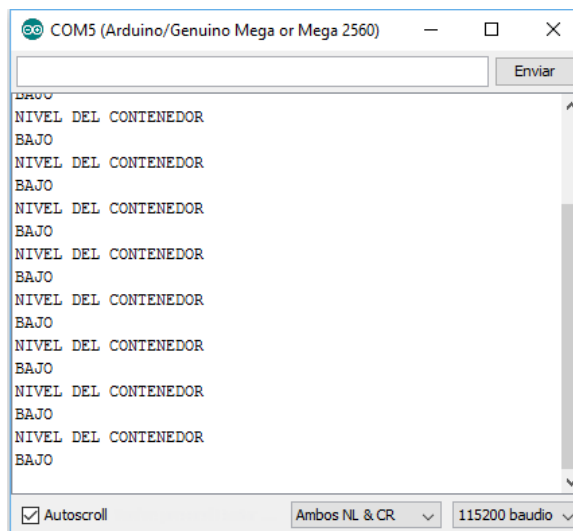 COM5 (Arduino/Genuino Mega or Mega 2560)
Enviar
BAJO
NIVEL DEL CONTENEDOR
BAJO
NIVEL DEL CONTENEDOR
BAJO
NIVEL DEL CONTENEDOR
BAJO
NIVEL DEL CONTENEDOR
BAJO
NIVEL DEL CONTENEDOR
BAJO
NIVEL DEL CONTENEDOR
BAJO
NIVEL DEL CONTENEDOR
BAJO
NIVEL DEL CONTENEDOR
BAJO
Autoscroll Ambos NL & CR 115200 baudio